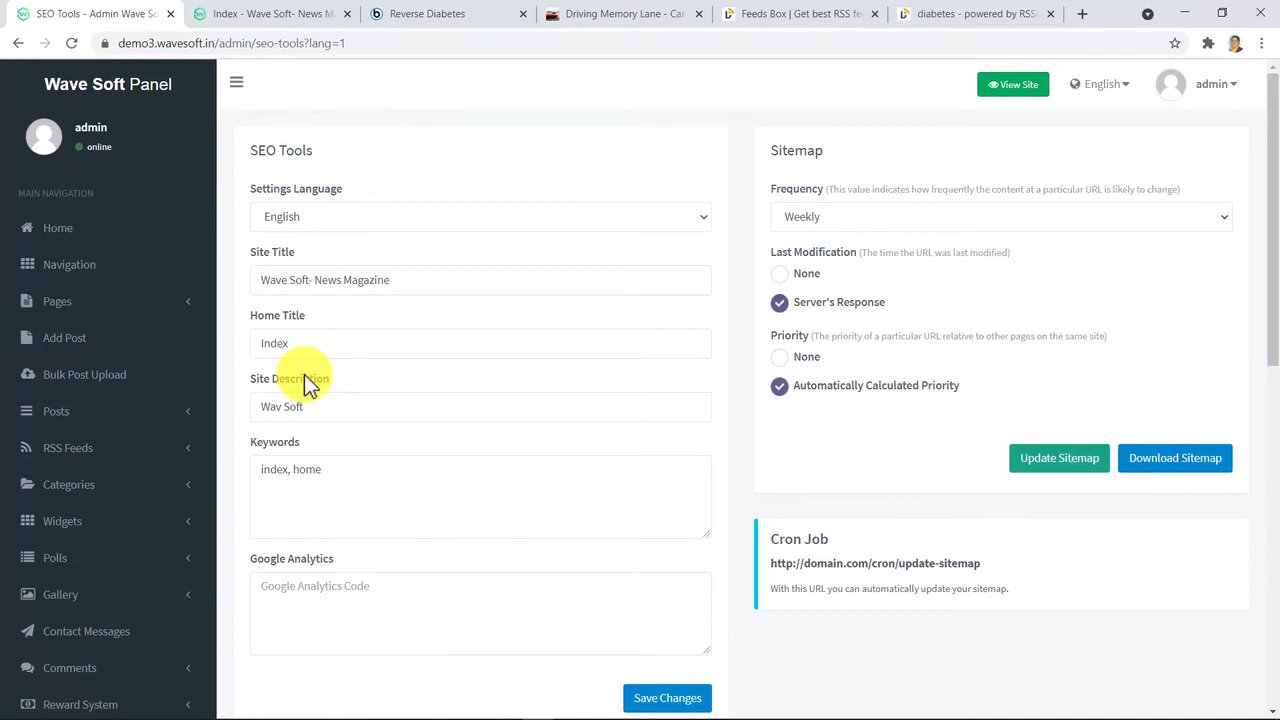 SEO Tools - Admin Wave So
Index - Wave Soft- News M
Reverse Diabetes
Driving Memory Lane - Car
Feeds Box | Get best RSS fe
diabetes - powered by RSS
demo3.wavesoft.in/admin/seo-tools?lang=1
Wave Soft Panel
View Site
English
admin
admin
online
MAIN NAVIGATION
Home
Navigation
Pages
Add Post
Bulk Post Upload
Posts
RSS Feeds
Categories
Widgets
Polls
Gallery
Contact Messages
Comments
Reward System
SEO Tools
Settings Language
English
Site Title
Wave Soft- News Magazine
Home Title
Index
Site Description
Wav Soft
Keywords
index, home
Google Analytics
Google Analytics Code
Save Changes
Sitemap
Frequency (This value indicates how frequently the content at a particular URL is likely to change)
Weekly
Last Modification (The time the URL was last modified)
None
Server's Response
Priority (The priority of a particular URL relative to other pages on the same site)
None
Automatically Calculated Priority
Update Sitemap
Download Sitemap
Cron Job
http://domain.com/cron/update-sitemap
With this URL you can automatically update your sitemap.